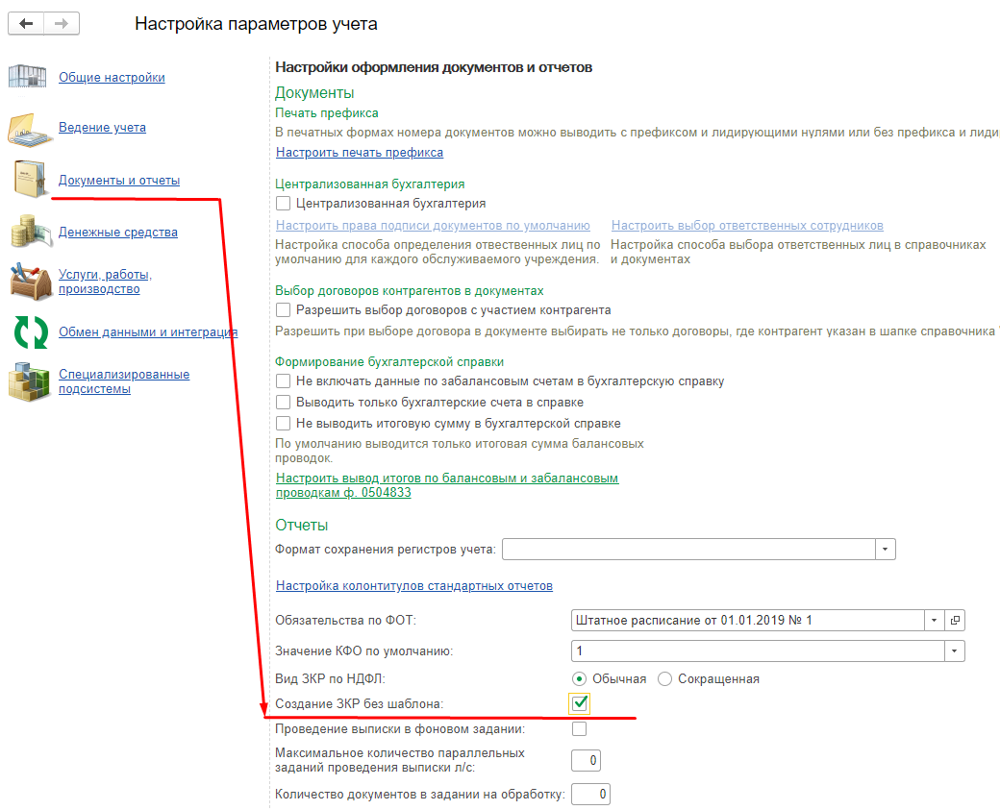 Настройка параметров учета
Общие настройки
Ведение учета
Документы и отчеты
Денежные средства
Услуги, работы,
производство
Обмен данными и интеграция
Специализированные
подсистемы
Настройки оформления документов и отчетов
Документы
Печать префикса
В печатных формах номера документов можно выводить с префиксом и лидирующими нулями или без префикса и лидир
Настроить печать префикса
Централизованная бухгалтерия
Централизованная бухгалтерия
Настроить права подписи документов по умолчанию Настроить выбор ответственных сотрудников
Настройка способа определения отвественных лиц по Настройка способа выбора ответственных лиц в справочниках
умолчанию для каждого обслуживаемого учреждения. и документах
Выбор договоров контрагентов в документах
Разрешить выбор договоров с участием контрагента
Разрешить при выборе договора в документе выбирать не только договоры, где контрагент указан в шапке справочника
Формирование бухгалтерской справки
Не включать данные по забалансовым счетам в бухгалтерскую справку
Выводить только бухгалтерские счета в справке
Не выводить итоговую сумму в бухгалтерской справке
По умолчанию выводится только итоговая сумма балансовых
проводок.
Настроить вывод итогов по балансовым и забалансовым
проводкам ф. 0504833
Отчеты
Формат сохранения регистров учета:
Настройка колонтитулов стандартных отчетов
Обязательства по ФОТ: Штатное расписание от 01.01.2019 № 1
Значение КФО по умолчанию: 1
Вид ЗКР по НДФЛ: Обычная Сокращенная
Создание ЗКР без шаблона:
Проведение выписки в фоновом задании:
Максимальное количество параллельных
заданий проведения выписки л/с: 0
Количество документов в задании на обработку: 0